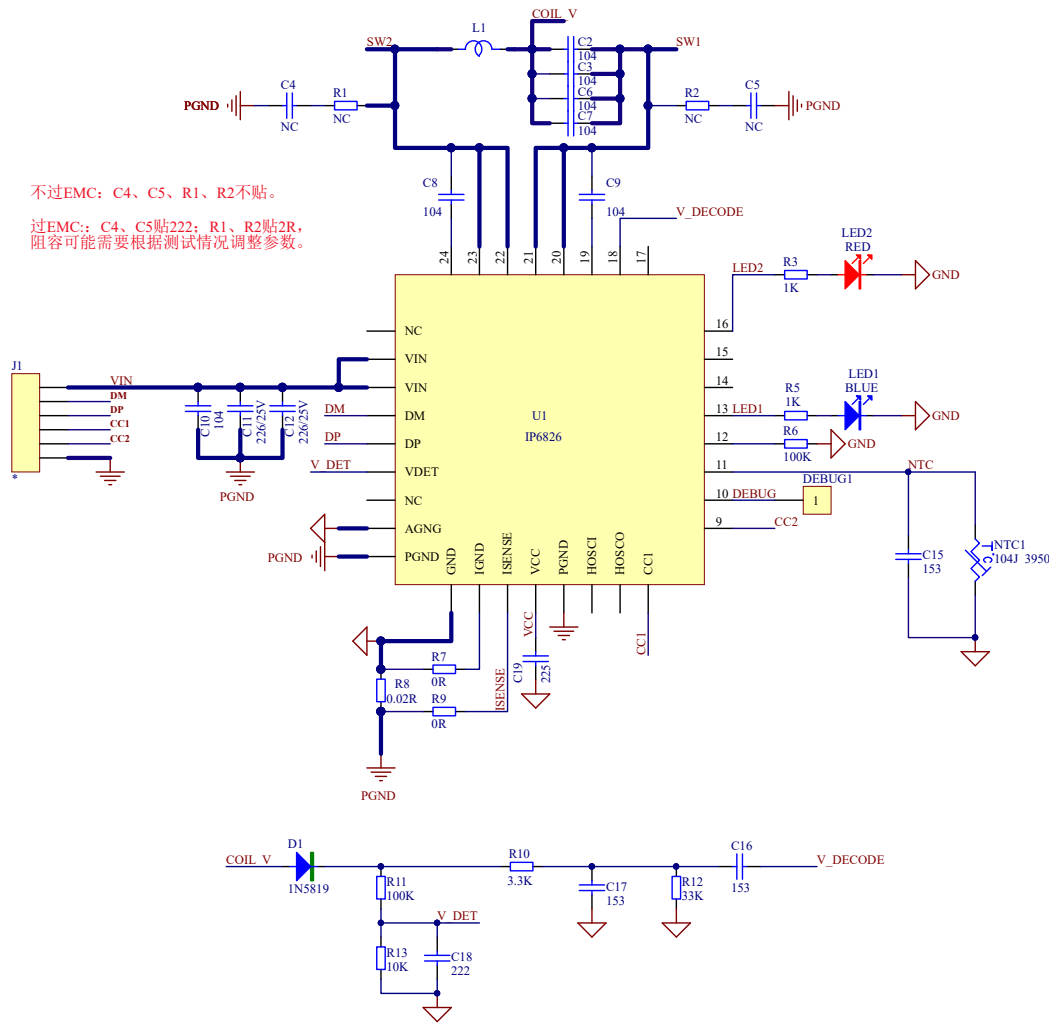 COIL_V
L1
SW2
C2
SW1
104
C3
104
C6
104
C7
104
C4
R1
R2
C5
PGND
PGND
NC
NC
NC
NC
不过EMC：C4、C5、R1、R2不贴。
过EMC:：C4、C5贴222；R1、R2贴2R，
阻容可能需要根据测试情况调整参数。
C8
104
C9
104
V_DECODE
24
23
22
21
20
19
18
17
LED2
R3
1K
LED2
RED
GND
NC
VIN
VIN
DM
DP
VDET
NC
AGNG
PGND
16
15
14
13
12
11
10
9
U1
IP6826
J1
*
VIN
DM
DP
CC1
CC2
C10
104
C11
226/25V
C12
226/25V
PGND
DM
DP
V_DET
PGND
LED1
R5
1K
LED1
BLUE
GND
R6
100K
GND
NTC
DEBUG
DEBUG1
1
CC2
C15
153
NTC1
104J 3950
T
C
GND
IGND
ISENSE
VCC
PGND
HOSCI
HOSCO
CC1
R7
0R
R8
0.02R
R9
0R
ISENSE
VCC
C19
225
CC1
PGND
COIL_V
D1
1N5819
R10
3.3K
C16
153
V_DECODE
R11
100K
C17
153
R12
33K
V_DET
R13
10K
C18
222